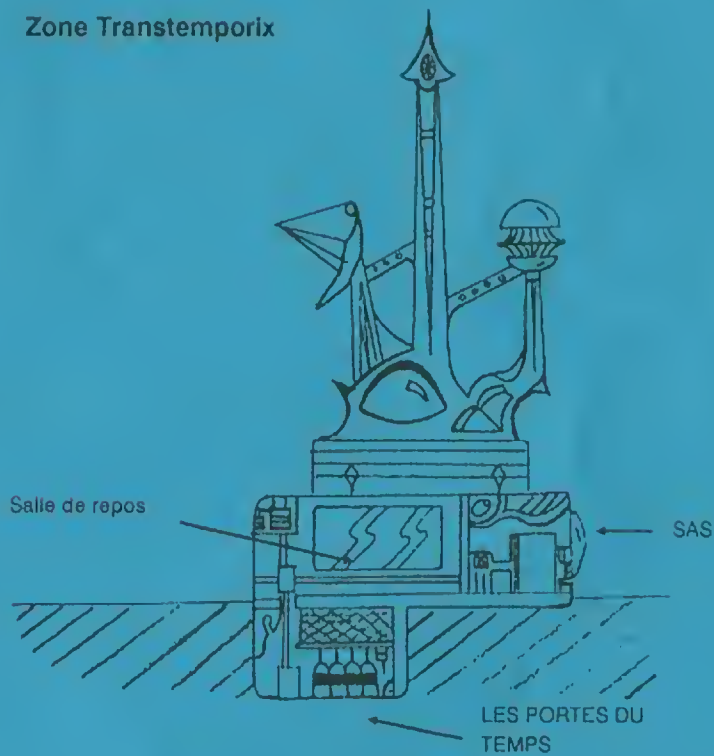 Zone Transtemporix
Salle de repos
SAS
LES PORTES DU
TEMPS